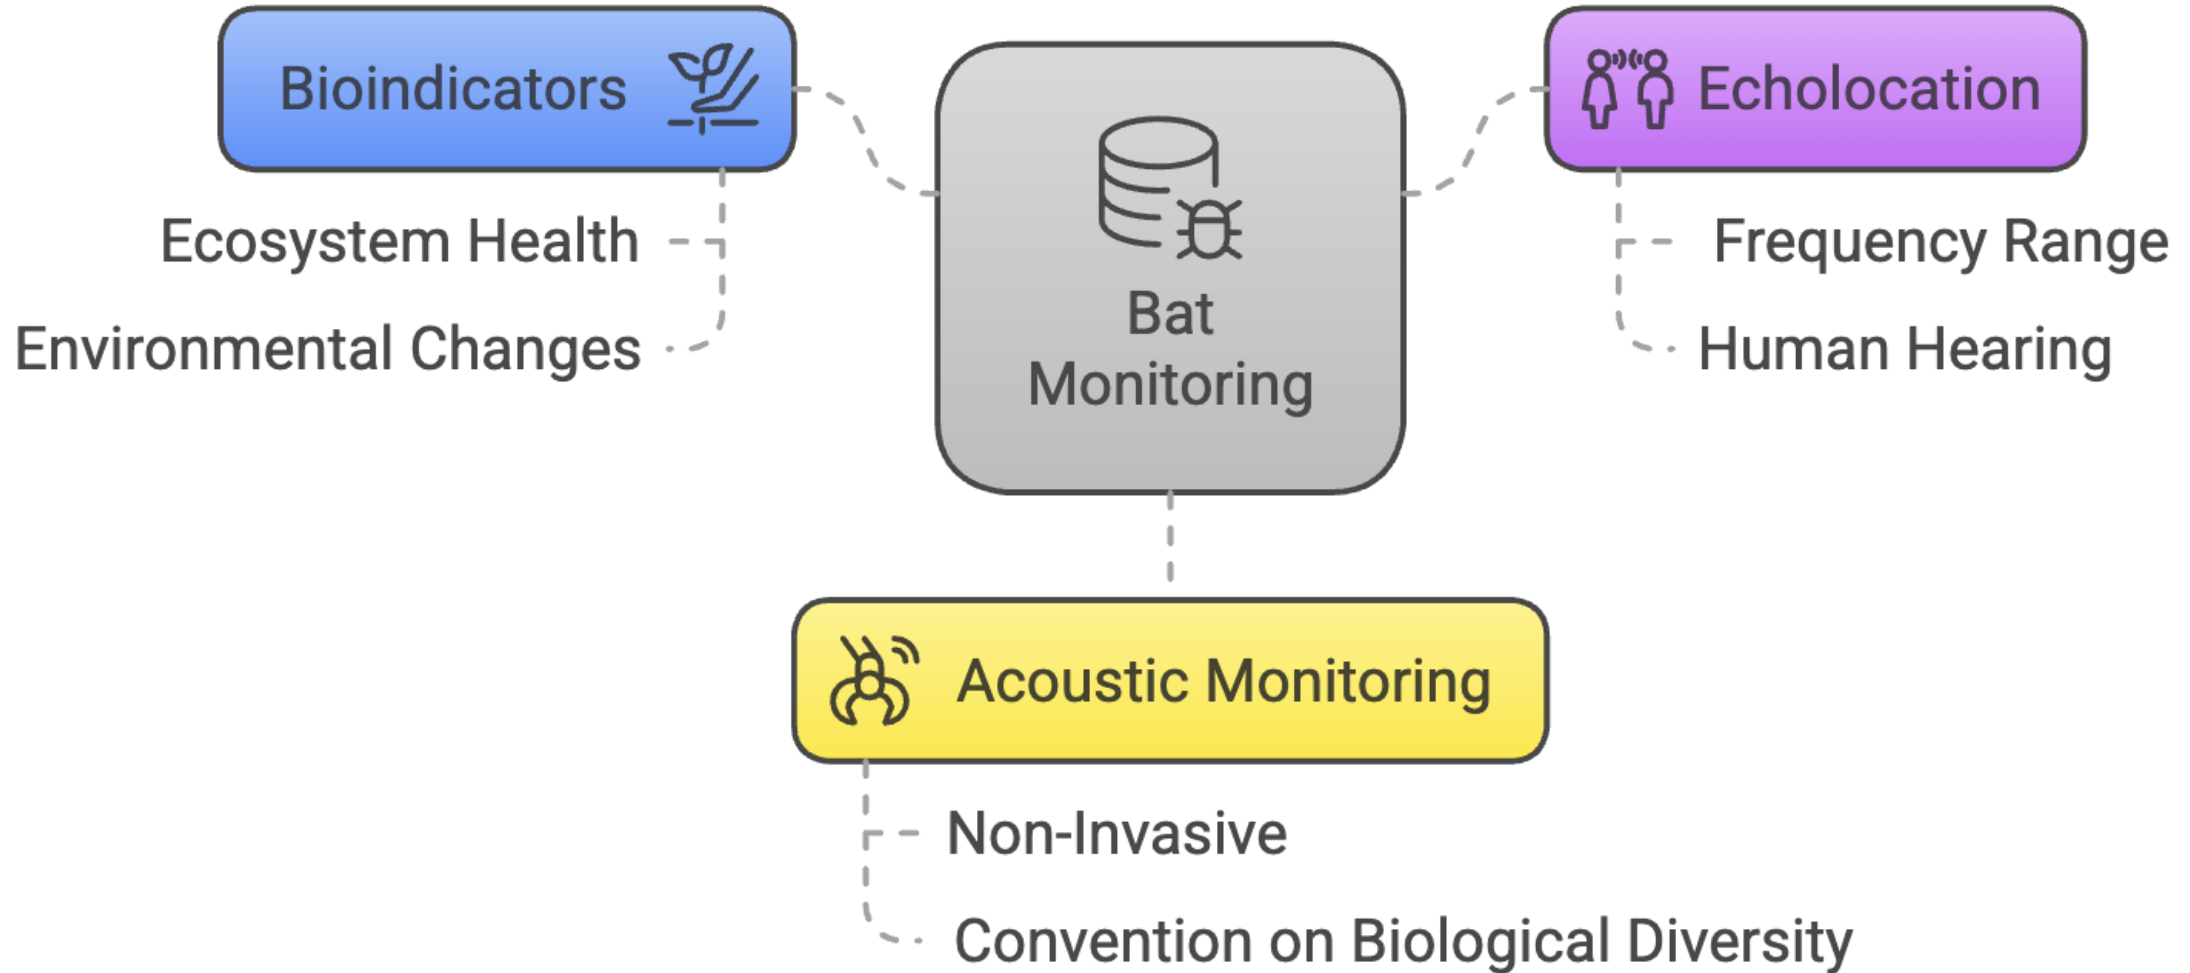 Bioindicators
Ecosystem Health
Environmental Changes
Bat
Monitoring
Echolocation
Frequency Range
Human Hearing
Acoustic Monitoring
Non-Invasive
Convention on Biological Diversity